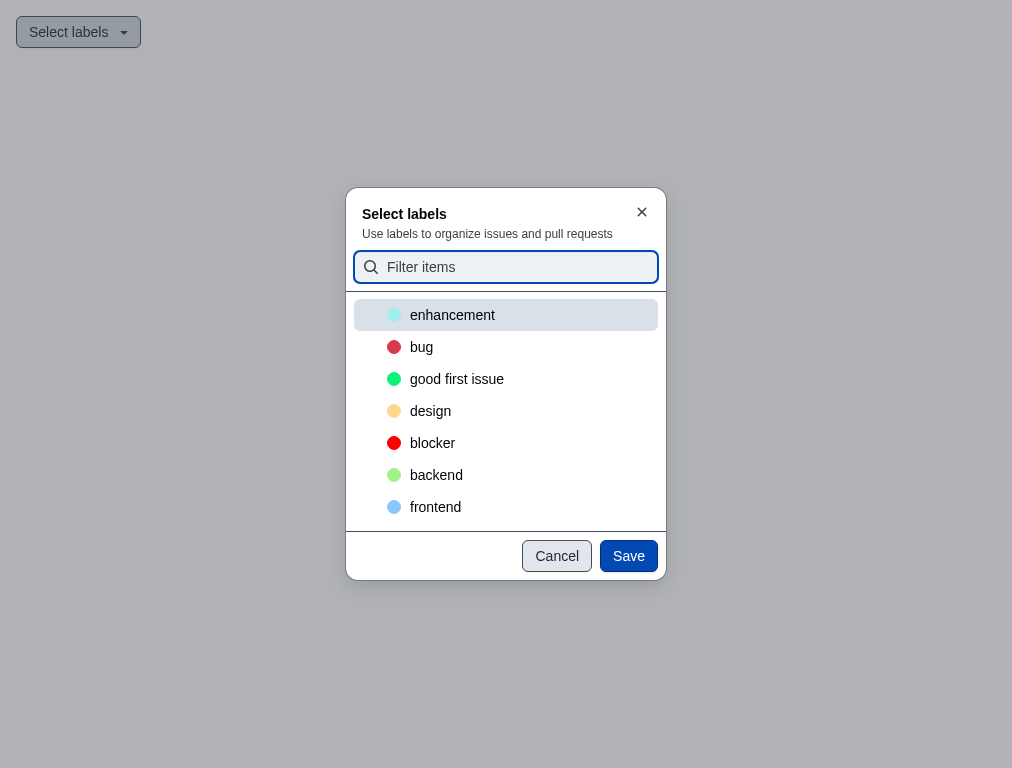 Select labels
Select labels
Use labels to organize issues and pull requests
Filter items
enhancement
bug
good first issue
design
blocker
backend
frontend
Cancel
Save